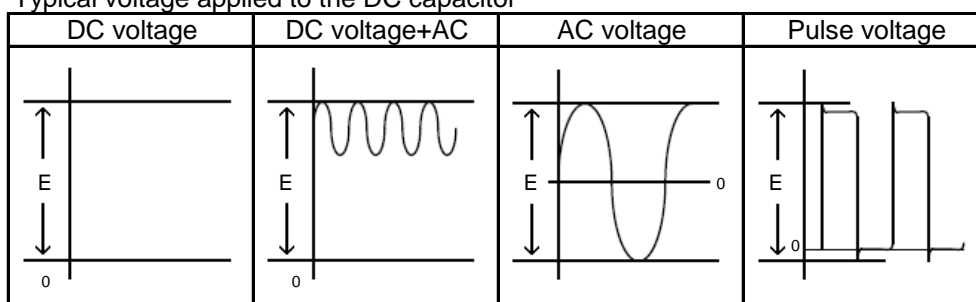 Typical voltage applied to the DC capacitor
DC voltage
DC voltage+AC
AC voltage
Pulse voltage
E
0
E
0
E
0
E
0